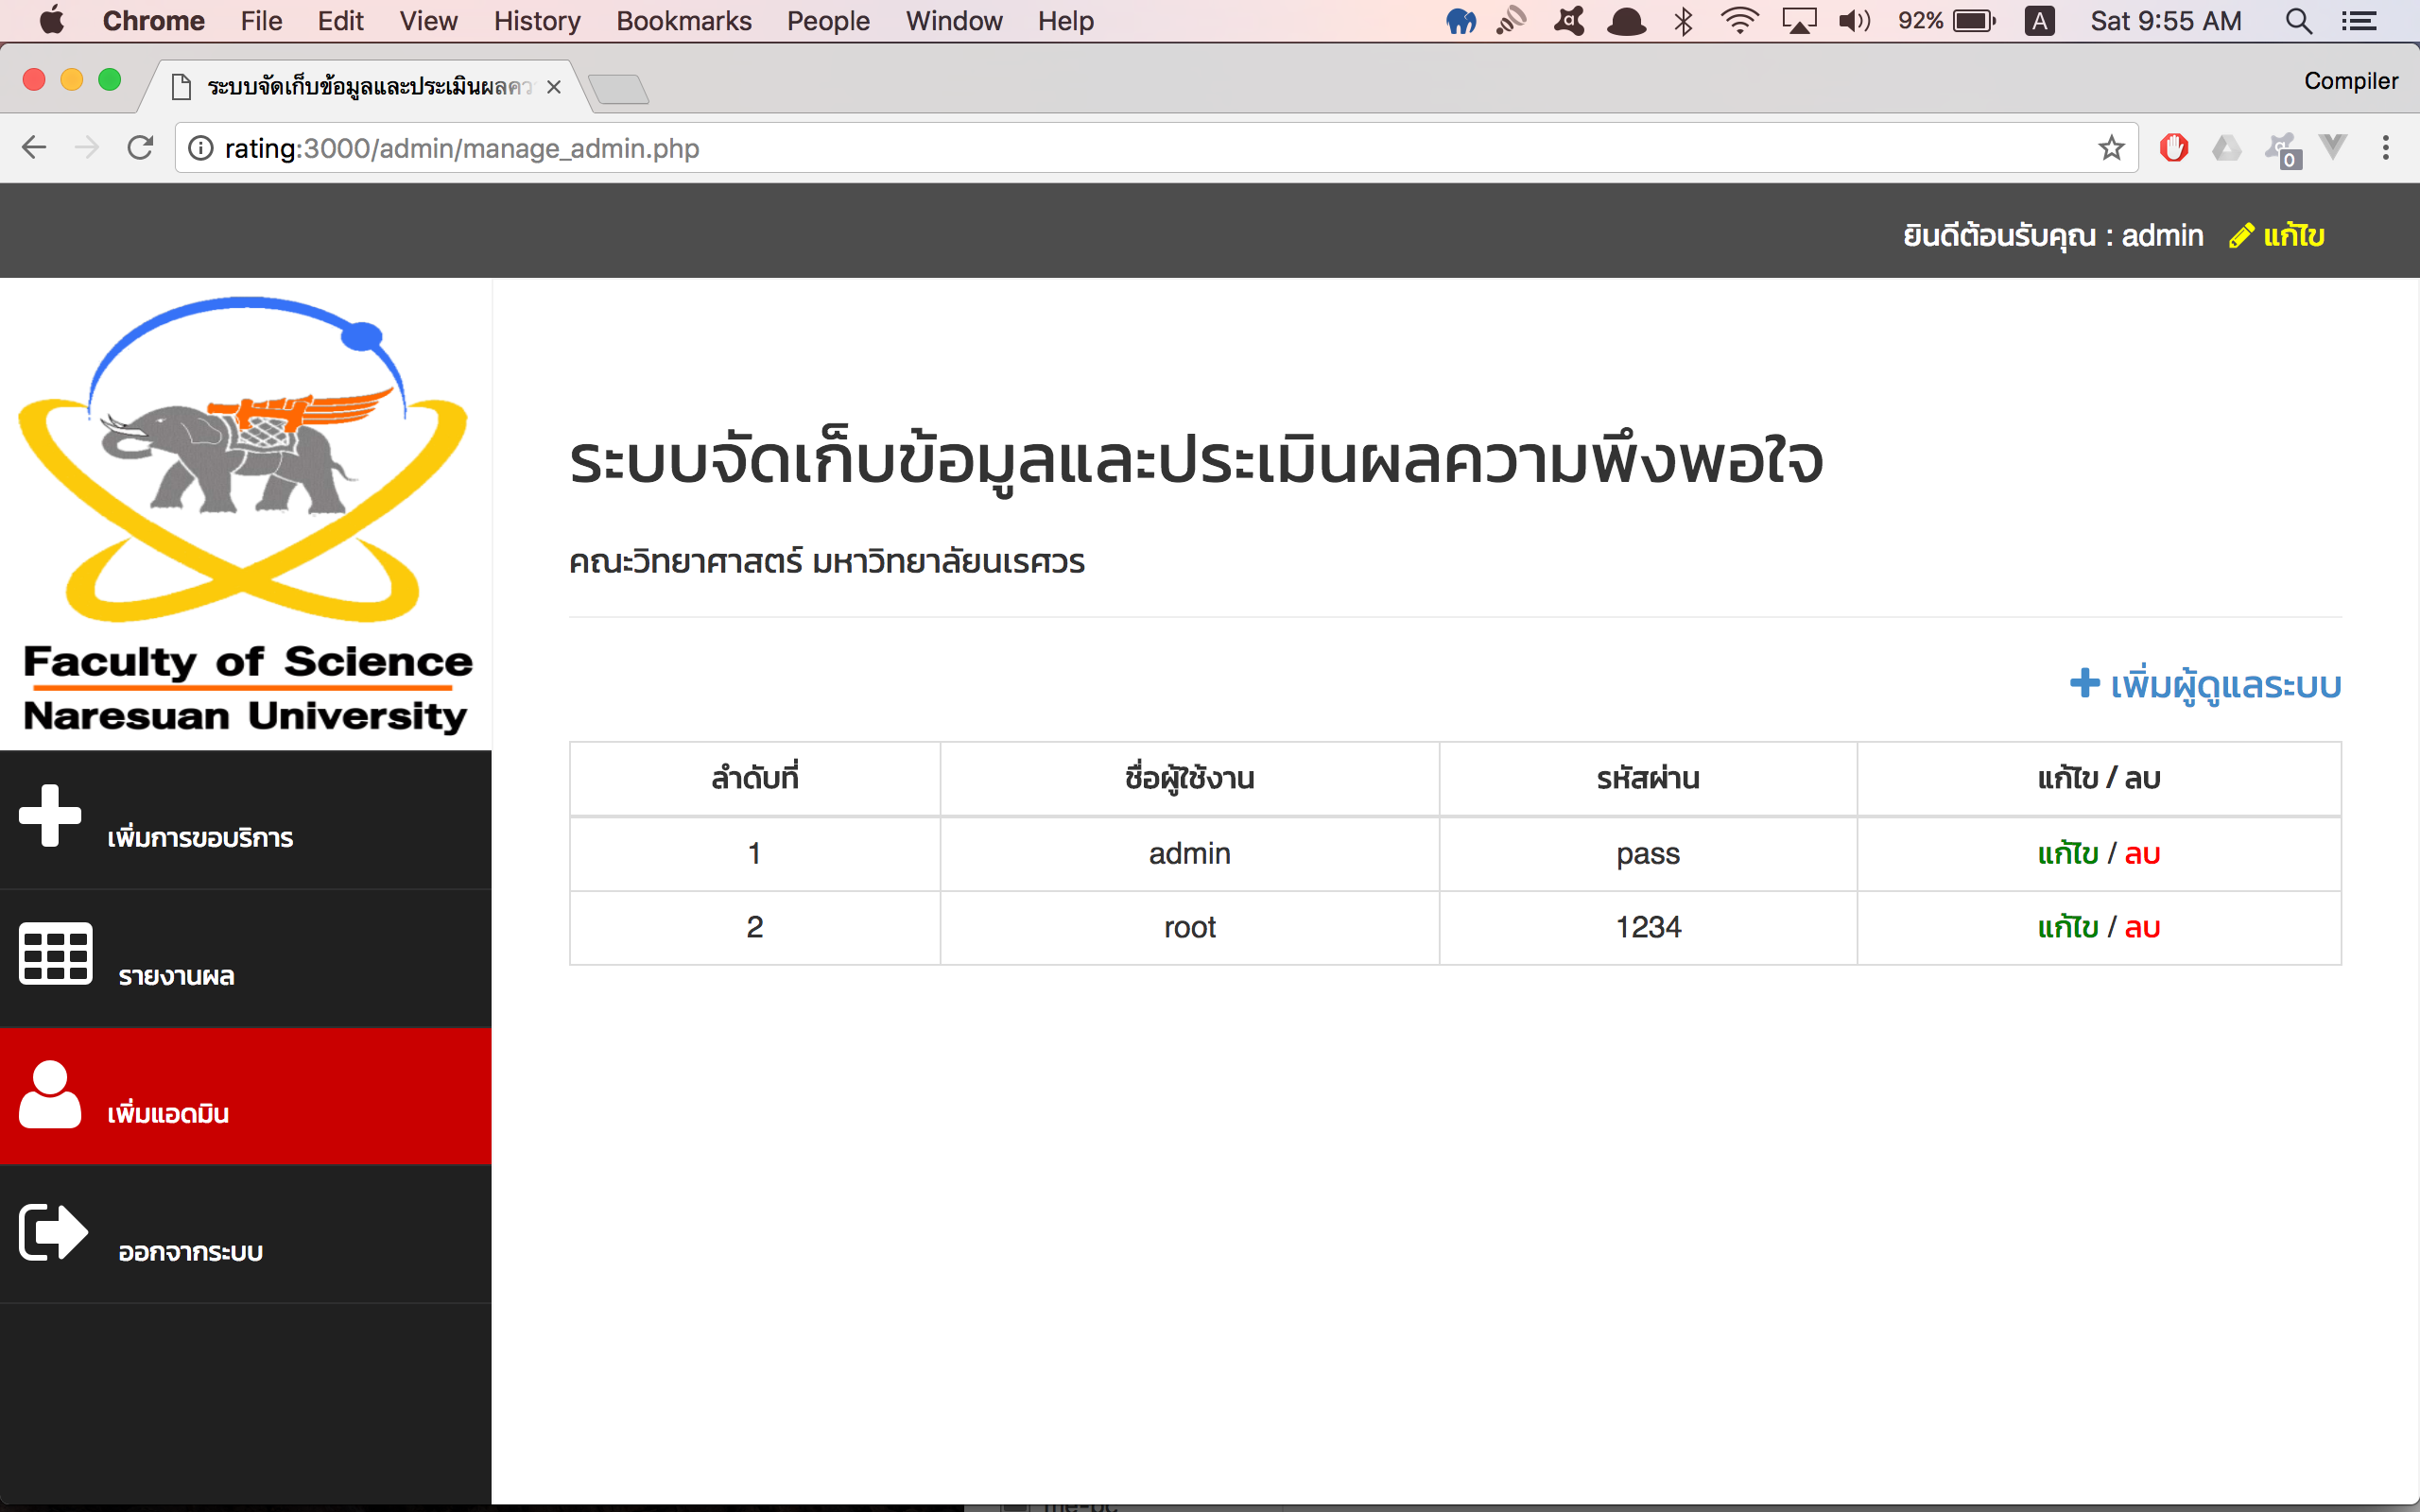 Chrome File Edit View History Bookmarks People Window Help 92% A Sat 9:55 AM
ระบบจัดเก็บข้อมูลและประเมินผลคว
Compiler
rating:3000/admin/manage_admin.php
0
ยินดีต้อนรับคุณ : admin แก้ไข
Faculty of Science
Naresuan University
เพิ่มการขอบริการ
รายงานผล
เพิ่มแอดมิน
ออกจากระบบ
ระบบจัดเก็บข้อมูลและประเมินผลความพึงพอใจ
คณะวิทยาศาสตร์ มหาวิทยาลัยนเรศวร
เพิ่มผู้ดูแลระบบ
ลำดับที่ ชื่อผู้ใช้งาน รหัสผ่าน แก้ไข / ลบ
1 admin pass แก้ไข / ลบ
2 root 1234 แก้ไข / ลบ